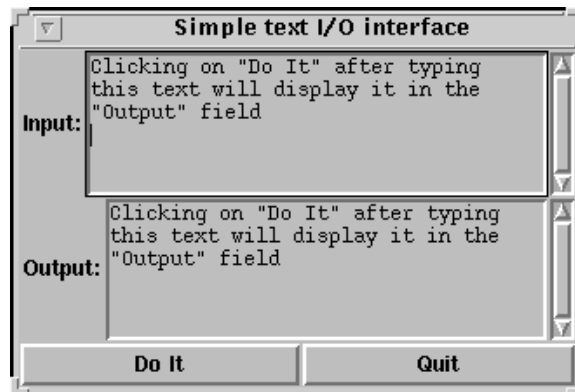 Simple text I/O interface
Input:
Clicking on "Do It" after typing
this text will display it in the
"Output" field
Output:
Clicking on "Do It" after typing
this text will display it in the
"Output" field
Do It
Quit